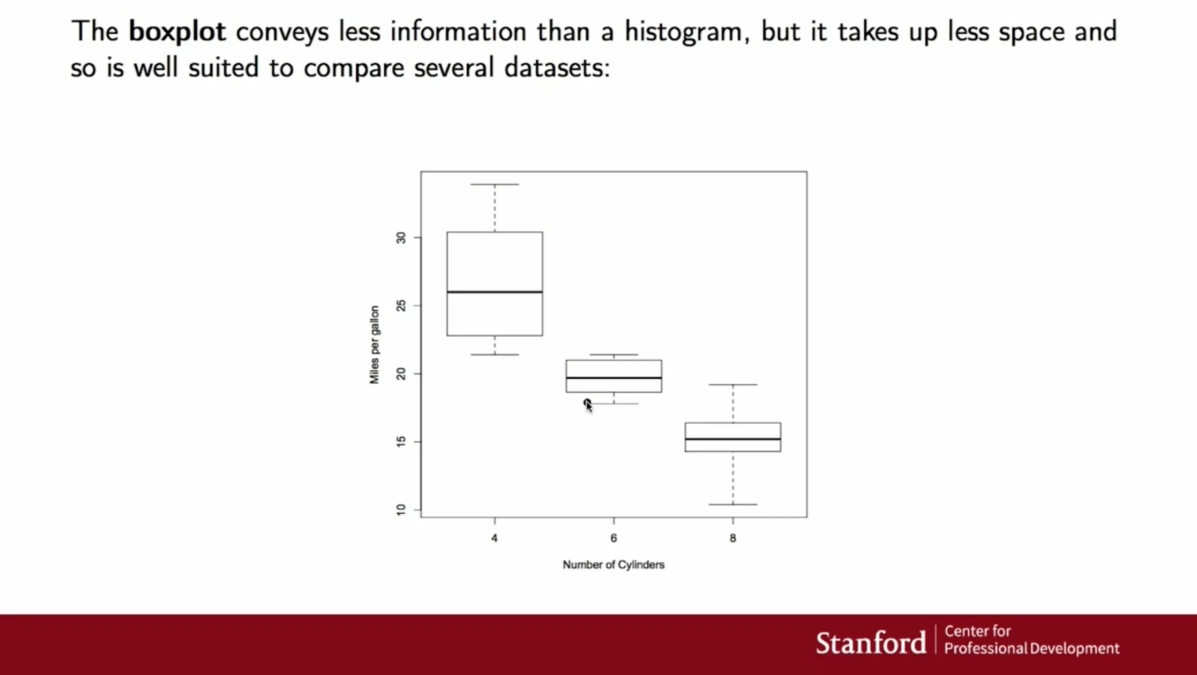 The boxplot conveys less information than a histogram, but it takes up less space and
so is well suited to compare several datasets:
30
25
20
15
10
Miles per gallon
4 6 8
Number of Cylinders
Stanford
Center for
Professional Development